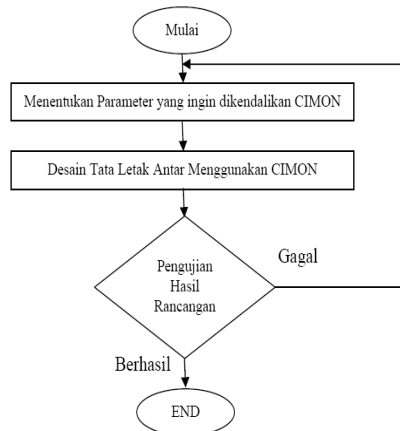 Mulai
Menentukan Parameter yang ingin dikendalikan CIMON
Desain Tata Letak Antar Menggunakan CIMON
Pengujian
Hasil
Rancangan
Gagal
Berhasil
END